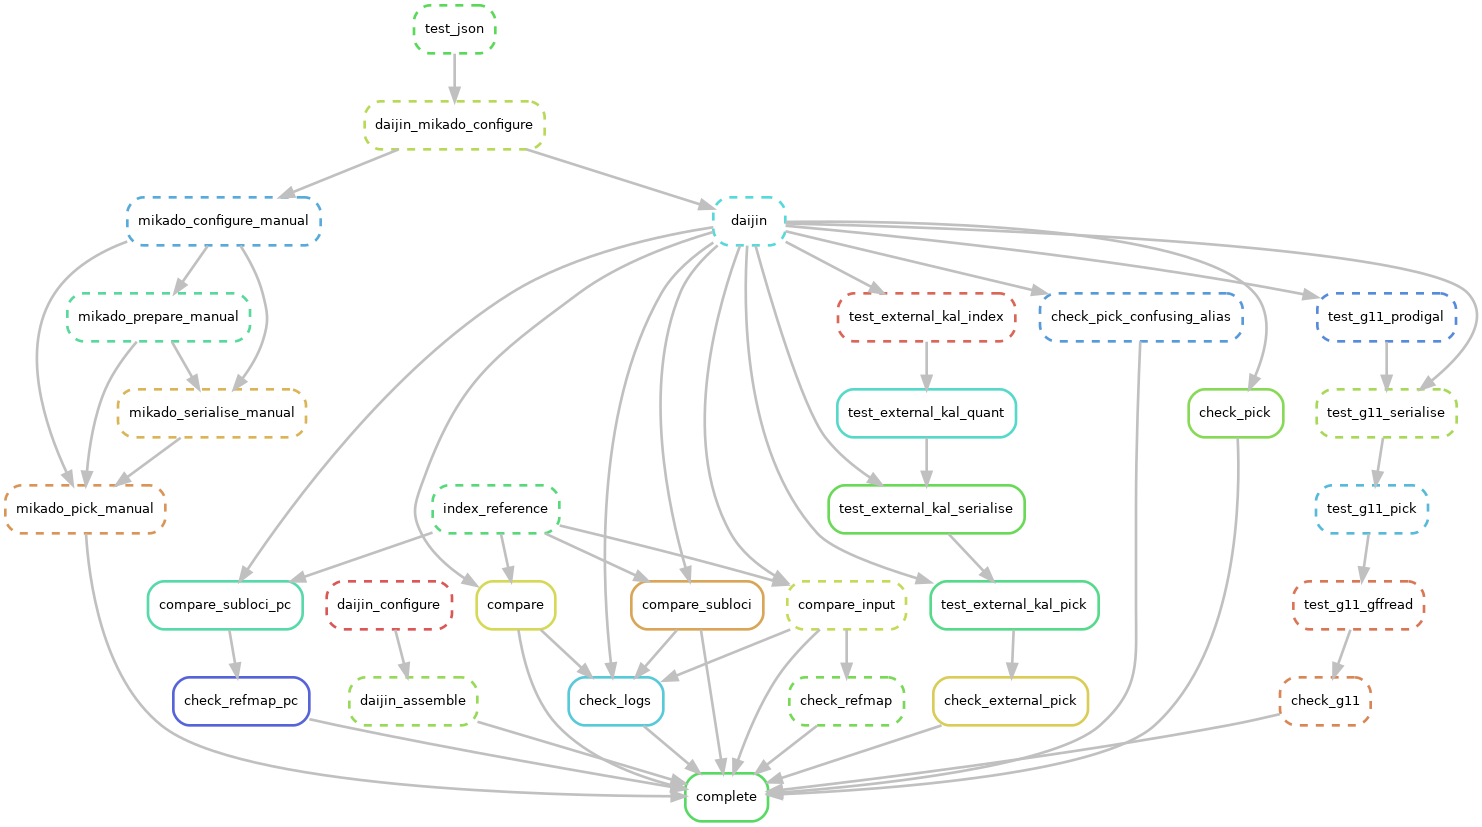 test_json
daijin_mikado_configure
mikado_configure_manual
daijin
mikado_prepare_manual
test_external_kal_index
check_pick_confusing_alias
test_g11_prodigal
mikado_serialise_manual
test_external_kal_quant
check_pick
test_g11_serialise
mikado_pick_manual
index_reference
test_external_kal_serialise
test_g11_pick
compare_subloci_pc
daijin_configure
compare
compare_subloci
compare_input
test_external_kal_pick
test_g11_gffread
check_refmap_pc
daijin_assemble
check_logs
check_refmap
check_external_pick
check_g11
complete